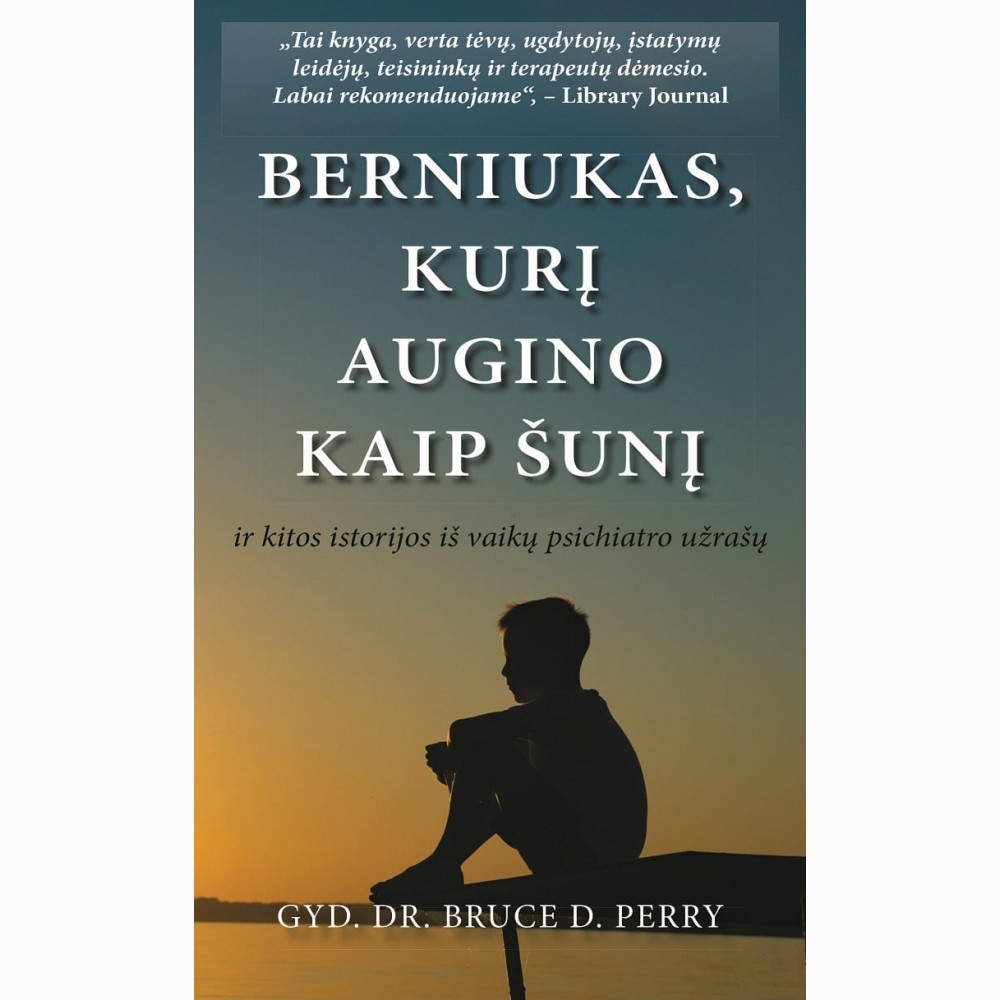 „Tai knyga, verta tėvų, ugdytojų, įstatymų
leidėjų, teisininkų ir terapeutų dėmesio.
Labai rekomenduojame“, – Library Journal
BERNIUKAS,
KURĮ
AUGINO
KAIP ŠUNĮ
ir kitos istorijos iš vaikų psichiatro užrašų
GYD. DR. BRUCE D. PERRY